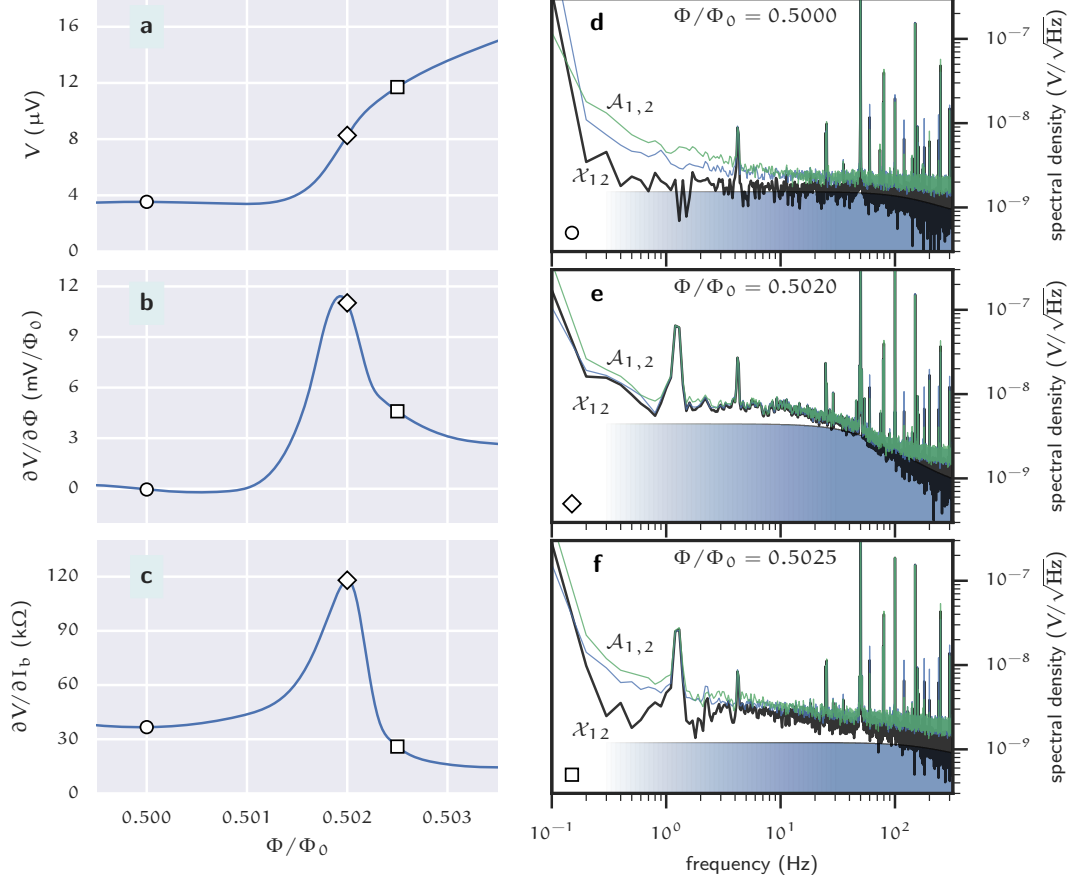 a
16
12
8
4
0
V (μV)
b
12
9
6
3
0
∂V/∂Φ (mV/Φ₀)
c
120
90
60
30
0
∂V/∂I_b (kΩ)
0.500 0.501 0.502 0.503
Φ/Φ₀
d
Φ/Φ₀ = 0.5000
𝒜₁,₂
𝒳₁₂
10⁻⁷
10⁻⁸
10⁻⁹
spectral density (V/√Hz)
e
Φ/Φ₀ = 0.5020
𝒜₁,₂
𝒳₁₂
10⁻⁷
10⁻⁸
10⁻⁹
spectral density (V/√Hz)
f
Φ/Φ₀ = 0.5025
𝒜₁,₂
𝒳₁₂
10⁻⁷
10⁻⁸
10⁻⁹
spectral density (V/√Hz)
10⁻¹ 10⁰ 10¹ 10²
frequency (Hz)